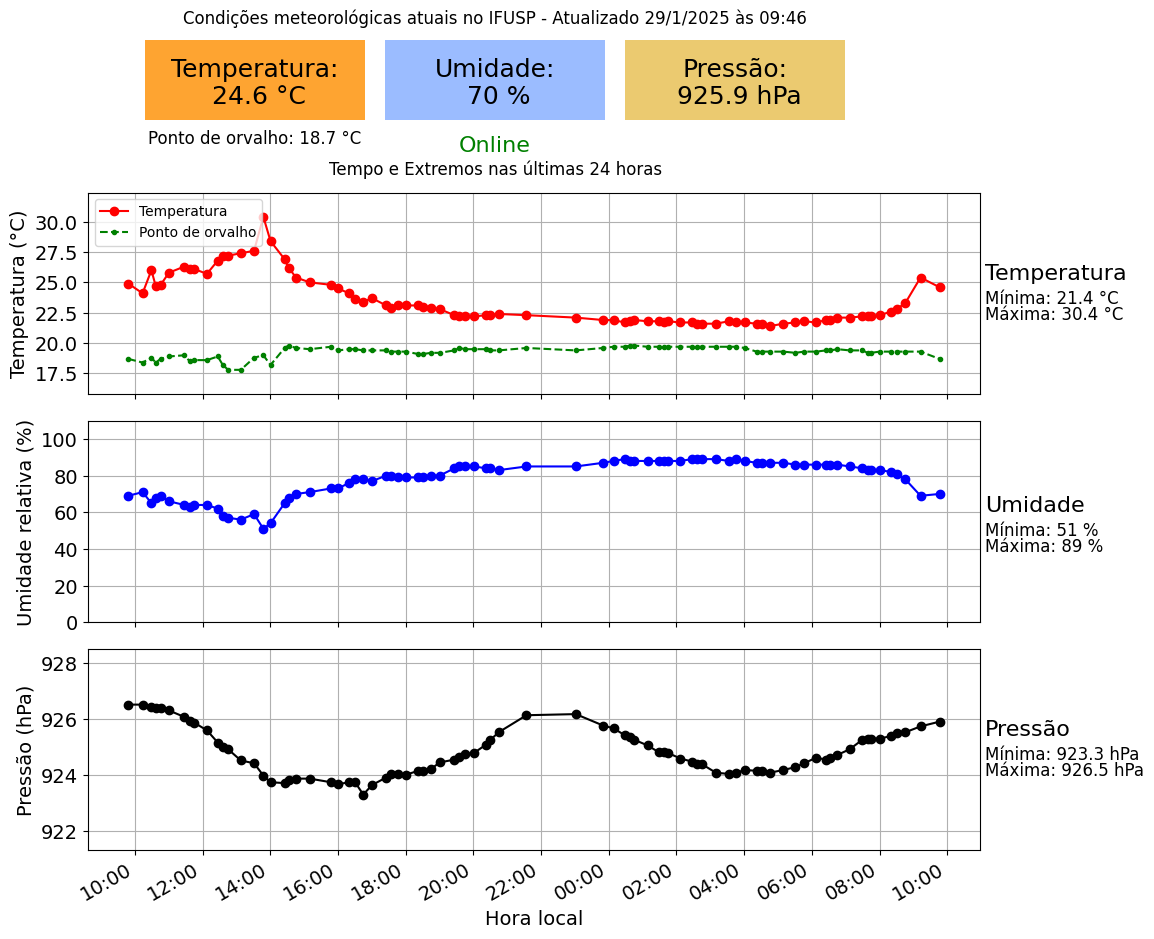 Condições meteorológicas atuais no IFUSP - Atualizado 29/1/2025 às 09:46
Temperatura:
24.6 °C
Umidade:
70 %
Pressão:
925.9 hPa
Ponto de orvalho: 18.7 °C
Online
Tempo e Extremos nas últimas 24 horas
Temperatura (°C)
30.0
27.5
25.0
22.5
20.0
17.5
Temperatura
Ponto de orvalho
Temperatura
Mínima: 21.4 °C
Máxima: 30.4 °C
Umidade relativa (%)
100
80
60
40
20
0
Umidade
Mínima: 51 %
Máxima: 89 %
Pressão (hPa)
928
926
924
922
Pressão
Mínima: 923.3 hPa
Máxima: 926.5 hPa
10:00
12:00
14:00
16:00
18:00
20:00
22:00
00:00
02:00
04:00
06:00
08:00
10:00
Hora local